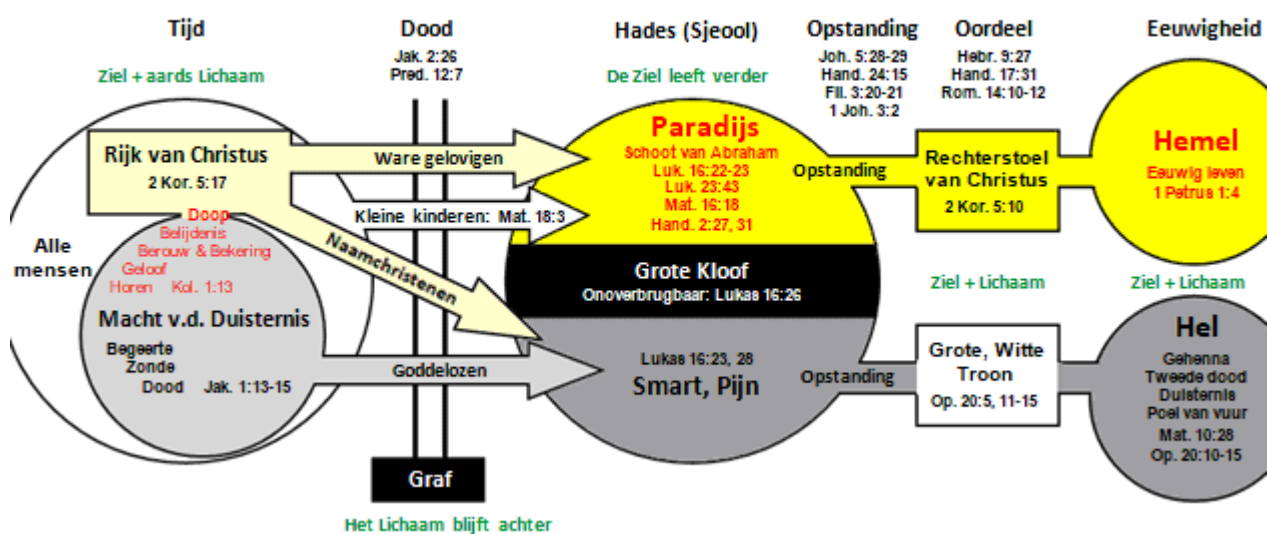 Tijd
Ziel + aards Lichaam
Dood
Jak. 2:26
Pred. 12:7
Hades (Sjeool)
De Ziel leeft verder
Opstanding
Joh. 5:28-29
Hand. 24:15
Fil. 3:20-21
1 Joh. 3:2
Oordeel
Hebr. 9:27
Hand. 17:31
Rom. 14:10-12
Eeuwigheid
Ziel + Lichaam
Alle
mensen
Rijk van Christus
2 Kor. 5:17
Doop
Belijdenis
Berouw & Bekering
Geloof
Horen Kol. 1:13
Macht v.d. Duisternis
Begeerte
Zonde
Dood Jak. 1:13-15
Ware gelovigen
Kleine kinderen: Mat. 18:3
Naamchristenen
Goddelozen
Graf
Het Lichaam blijft achter
Paradijs
Schoot van Abraham
Luk. 16:22-23
Luk. 23:43
Mat. 16:18
Hand. 2:27, 31
Grote Kloof
Onoverbrugbaar: Lukas 16:26
Lukas 16:23, 28
Smart, Pijn
Opstanding
Rechterstoel
van Christus
2 Kor. 5:10
Hemel
Eeuwig leven
1 Petrus 1:4
Ziel + Lichaam
Opstanding
Grote, Witte
Troon
Op. 20:5, 11-15
Hel
Gehenna
Tweede dood
Duisternis
Poel van vuur
Mat. 10:28
Op. 20:10-15